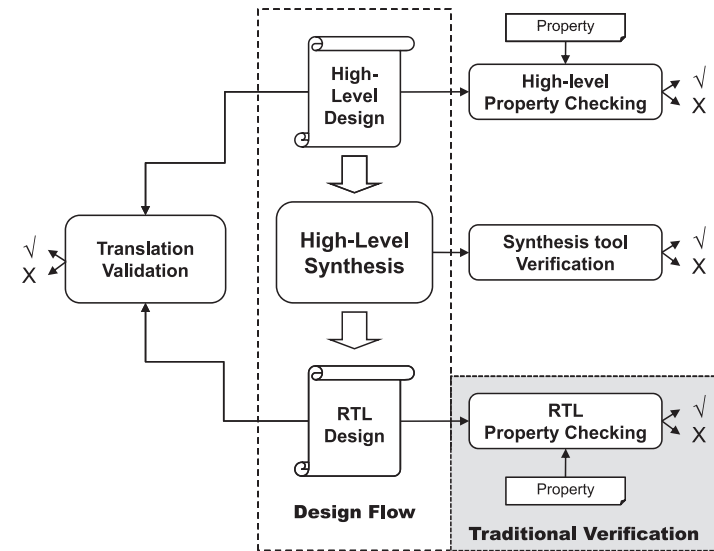 Property
High-
Level
Design
High-level
Property Checking
√
X
Translation
Validation
√
X
High-Level
Synthesis
Synthesis tool
Verification
√
X
RTL
Design
RTL
Property Checking
√
X
Property
Design Flow
Traditional Verification